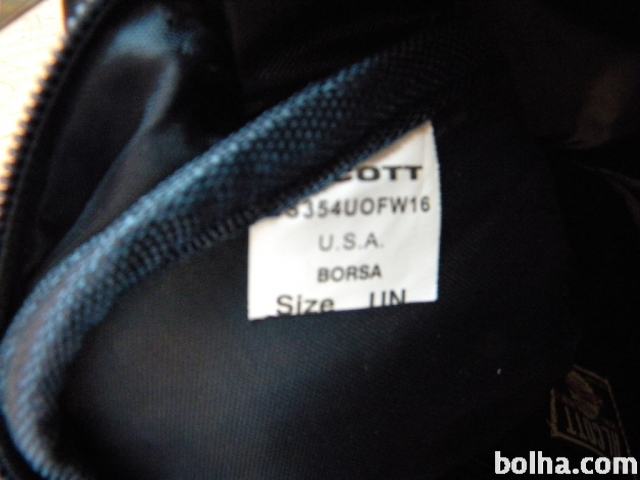 COTT
354UOFW16
U.S.A.
BORSA
Size UN
bolha.com